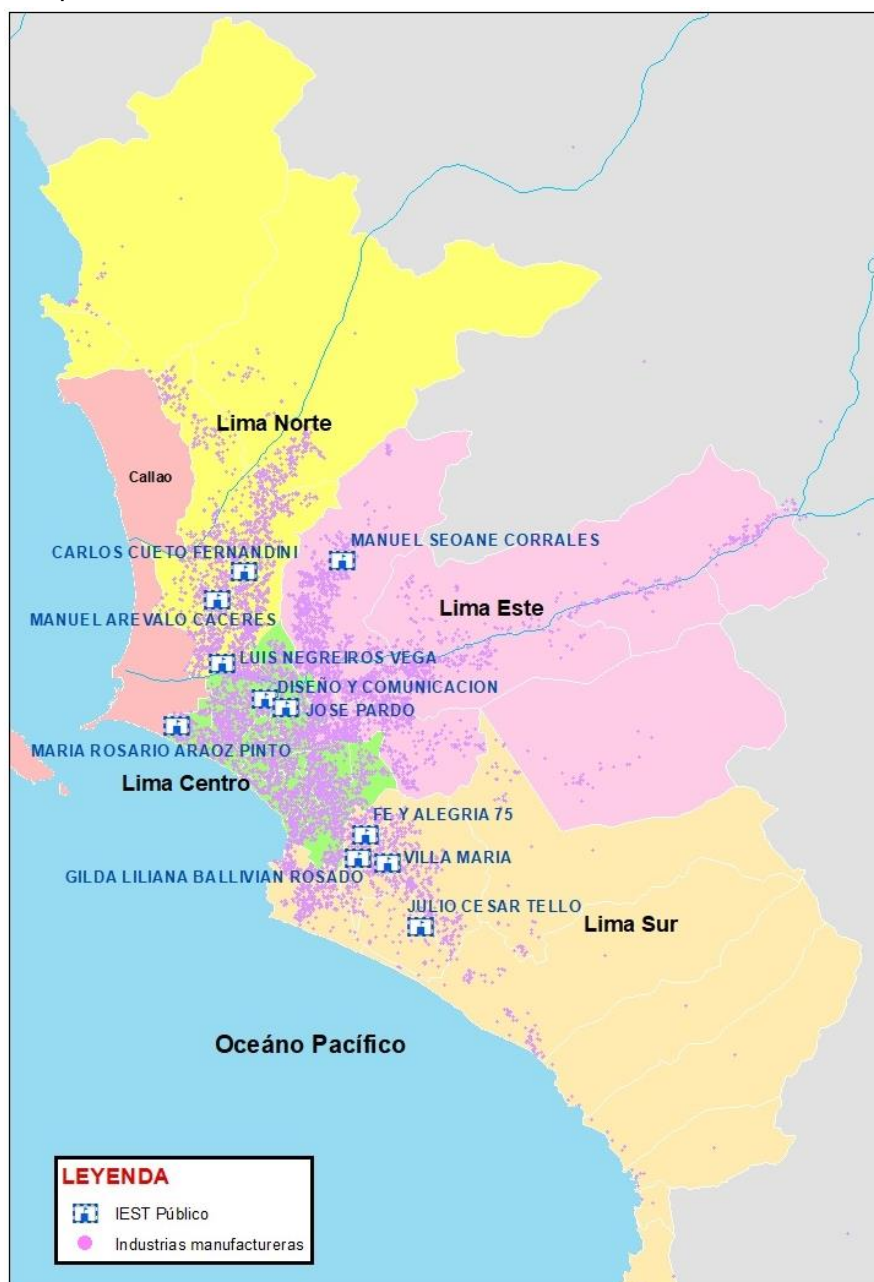 Lima Norte
Callao
MANUEL SEOANE CORRALES
CARLOS CUETO FERNANDINI
Lima Este
MANUEL AREVALO CACERES
LUIS NEGREIROS VEGA
DISEÑO Y COMUNICACION
JOSE PARDO
MARIA ROSARIO ARAOZ PINTO
Lima Centro
FE Y ALEGRIA 75
VILLA MARIA
GILDA LILIANA BALLIVIAN ROSADO
JULIO CESAR TELLO
Lima Sur
Oceáno Pacífico
LEYENDA
IEST Público
Industrias manufactureras